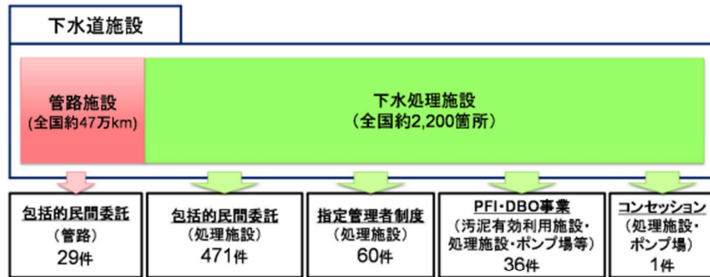 下水道施設
管路施設
(全国約47万km)
下水処理施設
(全国約2,200箇所)
包括的民間委託
(管路)
29件
包括的民間委託
(処理施設)
471件
指定管理者制度
(処理施設)
60件
PFI・DBO事業
(汚泥有効利用施設・
処理施設・ポンプ場等)
36件
コンセッション
(処理施設・
ポンプ場)
1件